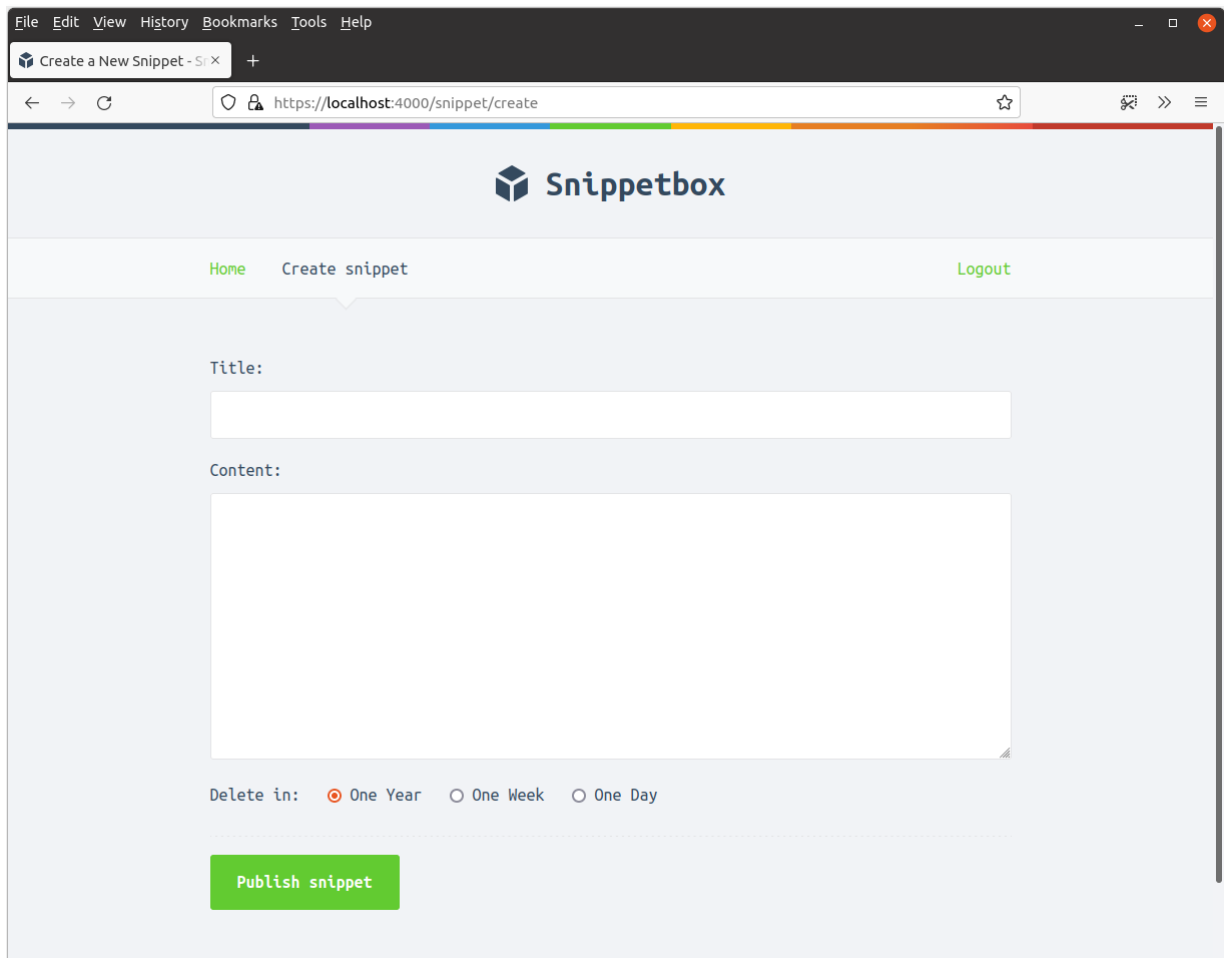 File Edit View History Bookmarks Tools Help
Create a New Snippet - Sn
https://localhost:4000/snippet/create
Snippetbox
Home Create snippet Logout
Title:
Content:
Delete in: One Year One Week One Day
Publish snippet